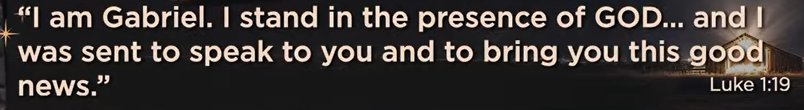 “I am Gabriel. I stand in the presence of GOD... and I
was sent to speak to you and to bring you this good
news.”
Luke 1:19